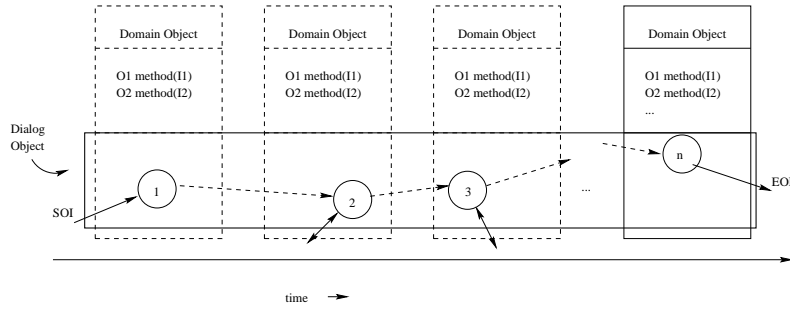 Domain Object
O1 method(I1)
O2 method(I2)
Domain Object
O1 method(I1)
O2 method(I2)
Domain Object
O1 method(I1)
O2 method(I2)
Domain Object
O1 method(I1)
O2 method(I2)
...
Dialog
Object
SOI
1
2
3
...
n
time